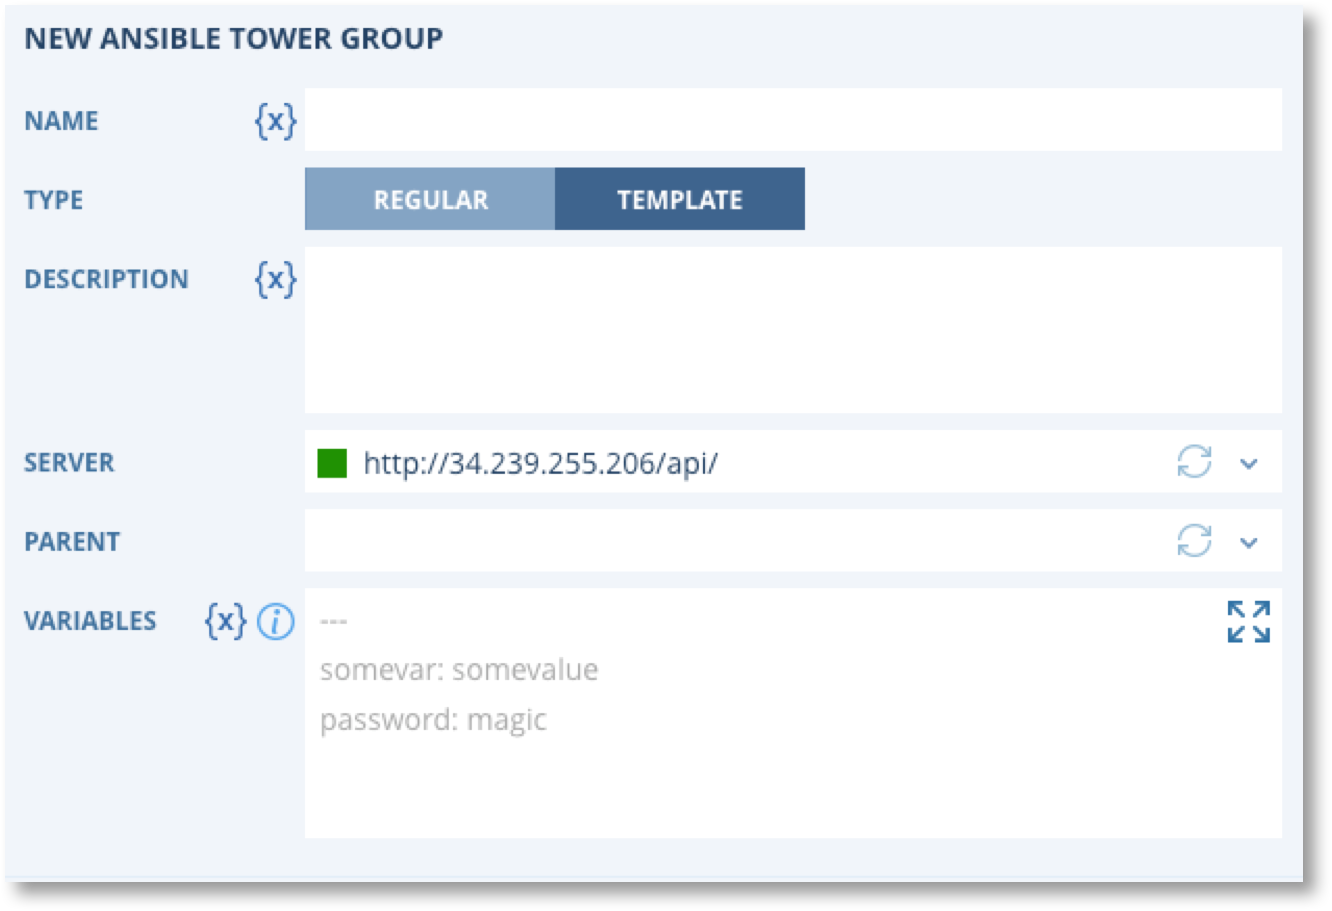 NEW ANSIBLE TOWER GROUP
NAME {x}
TYPE REGULAR TEMPLATE
DESCRIPTION {x}
SERVER http://34.239.255.206/api/
PARENT
VARIABLES {x} i ---
somevar: somevalue
password: magic